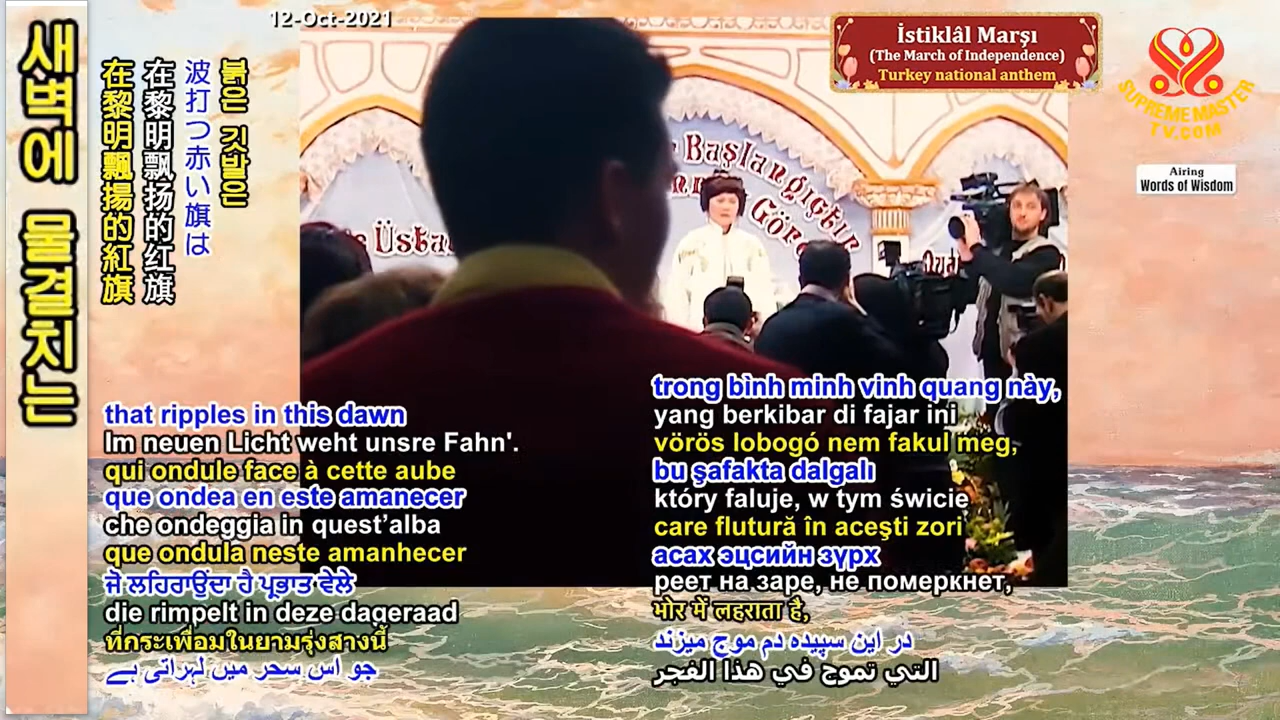 12-Oct-2021
İstiklâl Marşı
(The March of Independence)
Turkey national anthem
SUPREME MASTER
TV.COM
Airing
Words of Wisdom
새벽에 물결치는
붉은 깃발은
波打つ赤い旗は
在黎明飘扬的红旗
在黎明飄揚的紅旗
Başlangıçtır
Üsta
that ripples in this dawn
Im neuen Licht weht unsre Fahn'.
qui ondule face à cette aube
que ondea en este amanecer
che ondeggia in quest’alba
que ondula neste amanhecer
ਜੋ ਲਹਿਰਾਉਂਦਾ ਹੈ ਪ੍ਰਭਾਤ ਵੇਲੇ
die rimpelt in deze dageraad
ที่กระเพื่อมในยามรุ่งสางนี้
جو اس سحر میں لہراتی ہے
trong bình minh vinh quang này,
yang berkibar di fajar ini
vörös lobogó nem fakul meg,
bu şafakta dalgalı
który faluje, w tym świcie
care flutură în aceşti zori
асах эцсийн зүрх
реет на заре, не померкнет,
भोर में लहराता है,
در این سپیده دم موج میزند
التي تموج في هذا الفجر